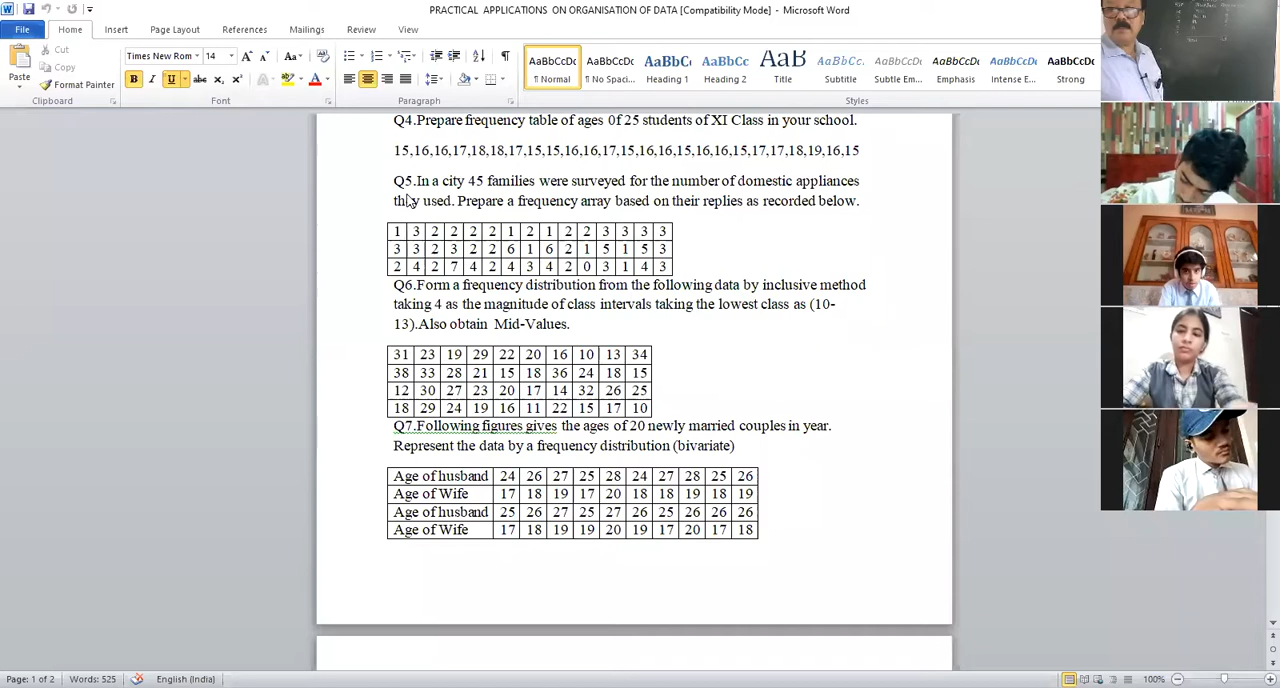 PRACTICAL APPLICATIONS ON ORGANISATION OF DATA [Compatibility Mode] - Microsoft Word
File Home Insert Page Layout References Mailings Review View
Paste
Cut
Copy
Format Painter
Times New Rom 14
AaBbCcDc AaBbCcDc AaBbC AaBbCc AaB AaBbCc. AaBbCcDc AaBbCcDc AaBbCcDc AaBbCcDc
¶ Normal ¶ No Spaci... Heading 1 Heading 2 Title Subtitle Subtle Em... Emphasis Intense E... Strong
Clipboard Font Paragraph Styles
Q4.Prepare frequency table of ages 0f 25 students of XI Class in your school.
15,16,16,17,18,18,17,15,15,16,16,17,15,16,16,15,16,16,15,17,17,18,19,16,15
Q5.In a city 45 families were surveyed for the number of domestic appliances
they used. Prepare a frequency array based on their replies as recorded below.
1 3 2 2 2 2 1 2 1 2 2 3 3 3 3
3 3 2 3 2 2 6 1 6 2 1 5 1 5 3
2 4 2 7 4 2 4 3 4 2 0 3 1 4 3
Q6.Form a frequency distribution from the following data by inclusive method
taking 4 as the magnitude of class intervals taking the lowest class as (10-
13).Also obtain Mid-Values.
31 23 19 29 22 20 16 10 13 34
38 33 28 21 15 18 36 24 18 15
12 30 27 23 20 17 14 32 26 25
18 29 24 19 16 11 22 15 17 10
Q7.Following figures gives the ages of 20 newly married couples in year.
Represent the data by a frequency distribution (bivariate)
Age of husband 24 26 27 25 28 24 27 28 25 26
Age of Wife 17 18 19 17 20 18 18 19 18 19
Age of husband 25 26 27 25 27 26 25 26 26 26
Age of Wife 17 18 19 19 20 19 17 20 17 18
Page: 1 of 2 Words: 525 English (India) 100%